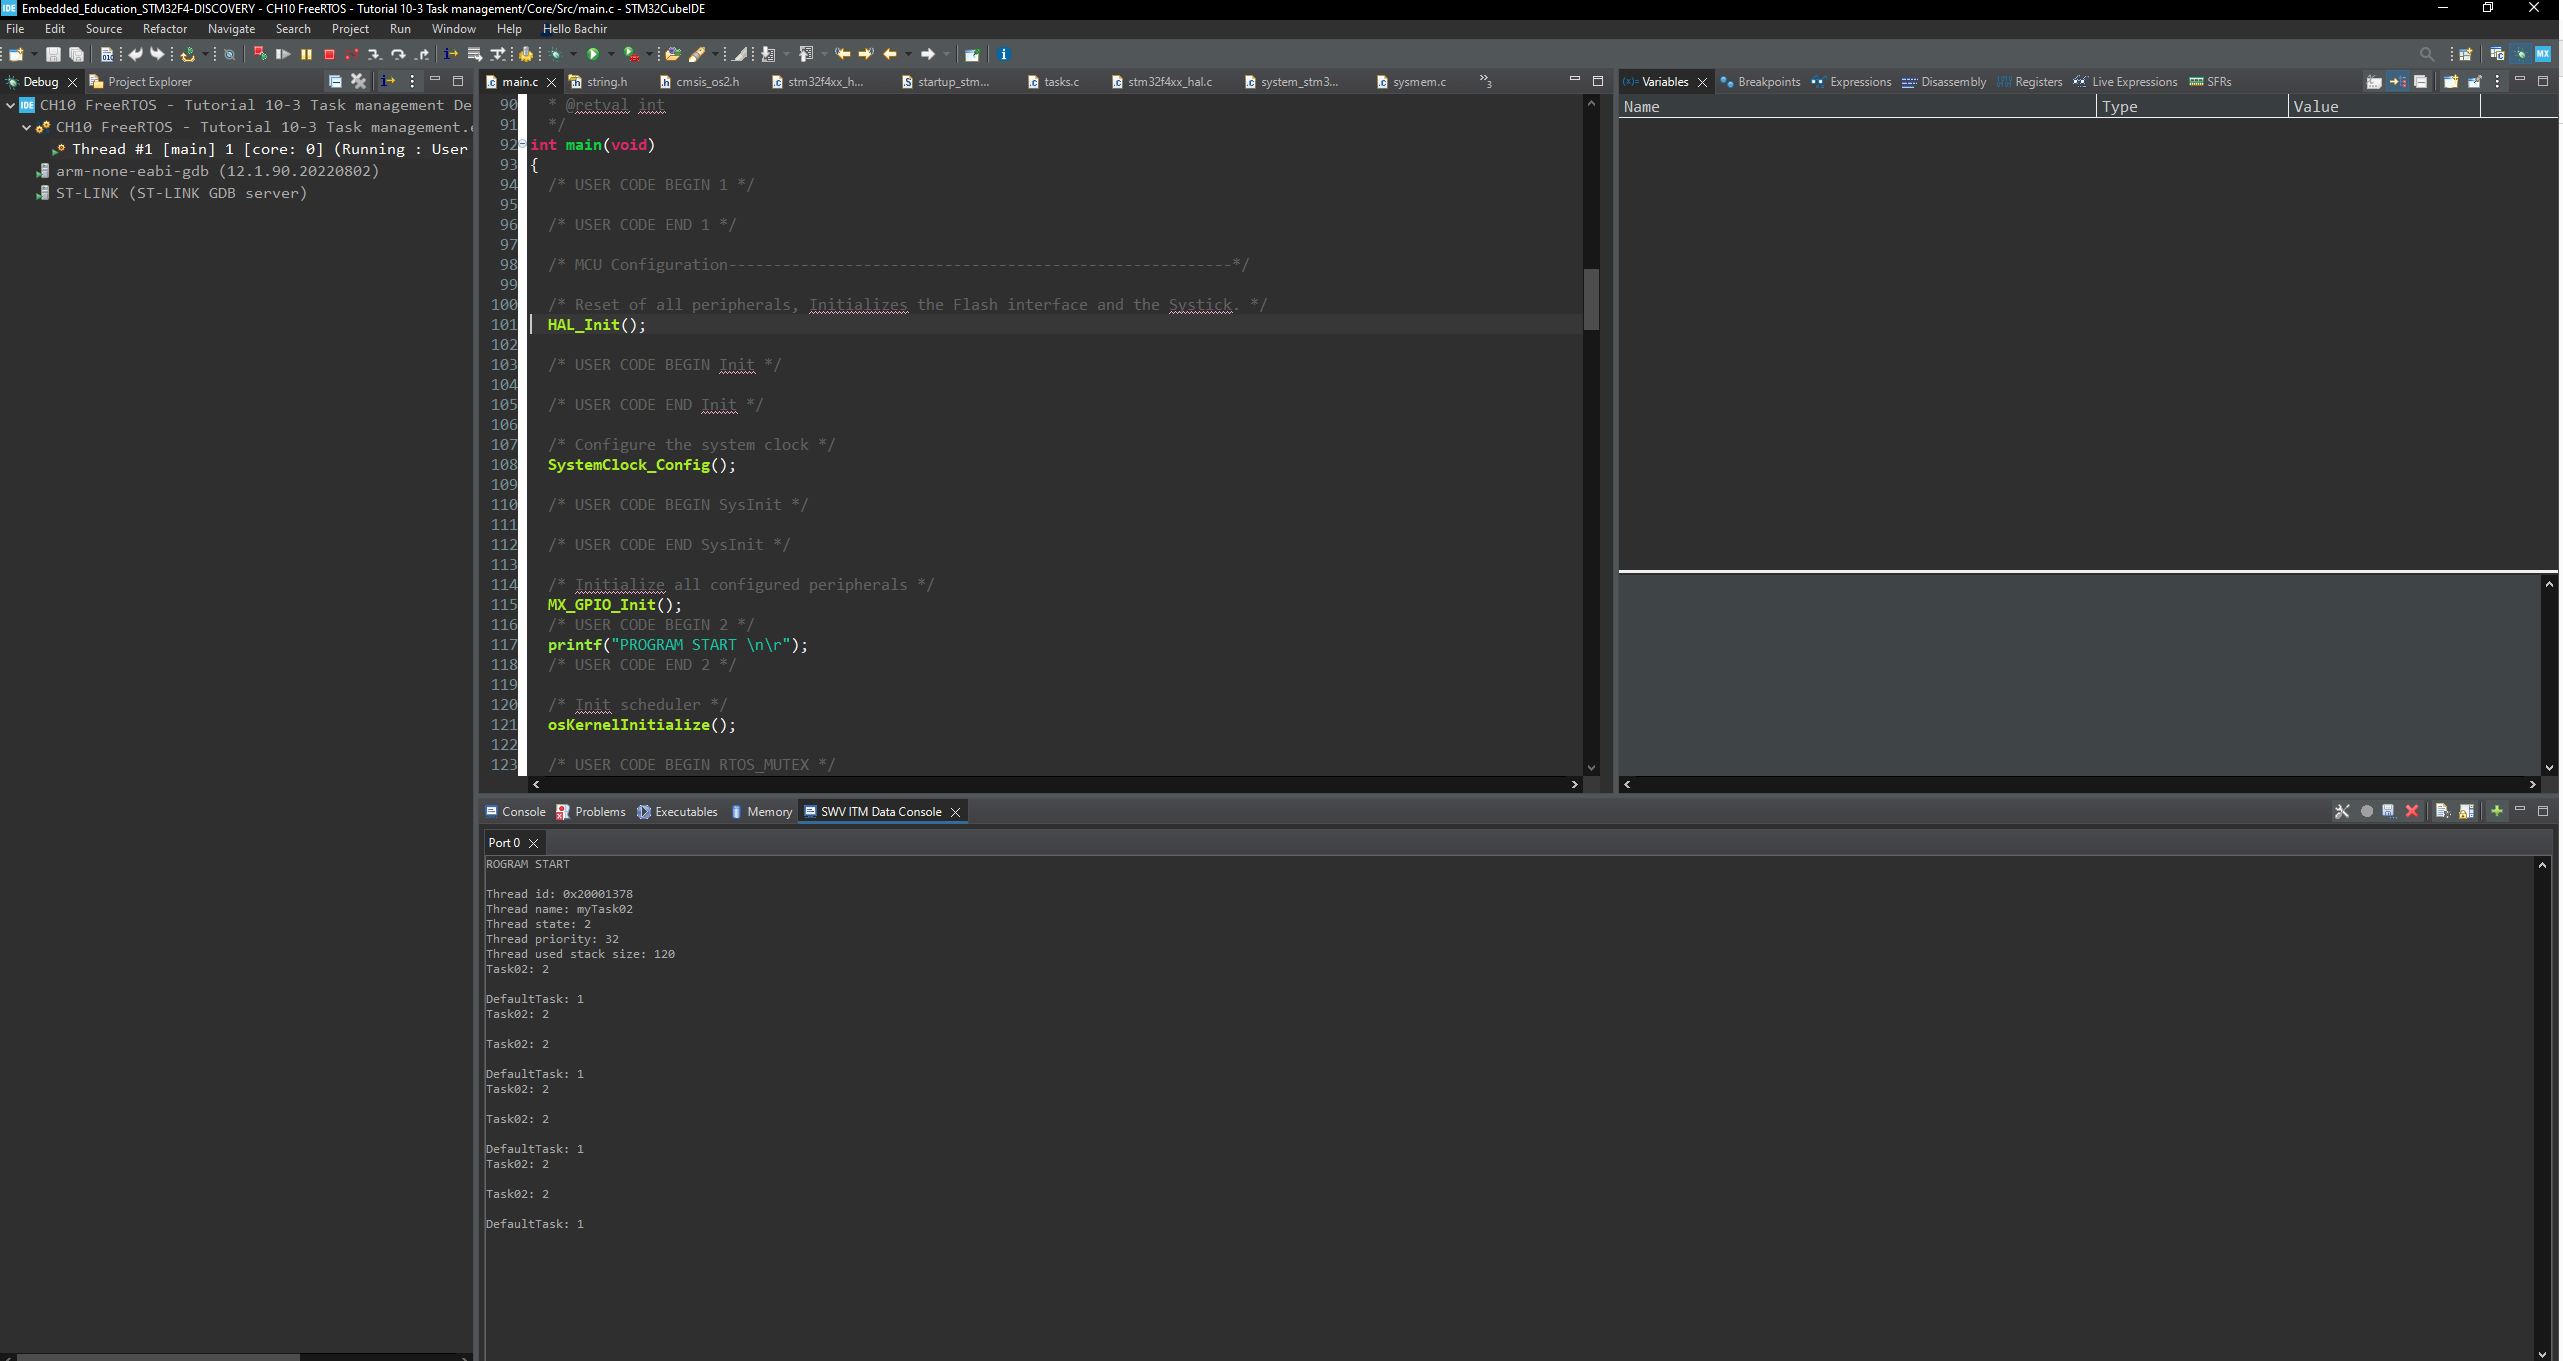 IDE Embedded_Education_STM32F4-DISCOVERY - CH10 FreeRTOS - Tutorial 10-3 Task management/Core/Src/main.c - STM32CubeIDE
File Edit Source Refactor Navigate Search Project Run Window Help Hello Bachir
MX
Debug Project Explorer
IDE CH10 FreeRTOS - Tutorial 10-3 Task management De
CH10 FreeRTOS - Tutorial 10-3 Task management.e
Thread #1 [main] 1 [core: 0] (Running : User
arm-none-eabi-gdb (12.1.90.20220802)
ST-LINK (ST-LINK GDB server)
main.c string.h cmsis_os2.h stm32f4xx_h... startup_stm... tasks.c stm32f4xx_hal.c system_stm3... sysmem.c »3
90 * @retval int
91 */
92 int main(void)
93 {
94 /* USER CODE BEGIN 1 */
95
96 /* USER CODE END 1 */
97
98 /* MCU Configuration--------------------------------------------------------*/
99
100 /* Reset of all peripherals, Initializes the Flash interface and the Systick. */
101 HAL_Init();
102
103 /* USER CODE BEGIN Init */
104
105 /* USER CODE END Init */
106
107 /* Configure the system clock */
108 SystemClock_Config();
109
110 /* USER CODE BEGIN SysInit */
111
112 /* USER CODE END SysInit */
113
114 /* Initialize all configured peripherals */
115 MX_GPIO_Init();
116 /* USER CODE BEGIN 2 */
117 printf("PROGRAM START \n\r");
118 /* USER CODE END 2 */
119
120 /* Init scheduler */
121 osKernelInitialize();
122
123 /* USER CODE BEGIN RTOS_MUTEX */
(x)= Variables Breakpoints Expressions Disassembly Registers Live Expressions SFRs
Name Type Value
Console Problems Executables Memory SWV ITM Data Console
Port 0
ROGRAM START
Thread id: 0x20001378
Thread name: myTask02
Thread state: 2
Thread priority: 32
Thread used stack size: 120
Task02: 2
DefaultTask: 1
Task02: 2
Task02: 2
DefaultTask: 1
Task02: 2
Task02: 2
DefaultTask: 1
Task02: 2
Task02: 2
DefaultTask: 1